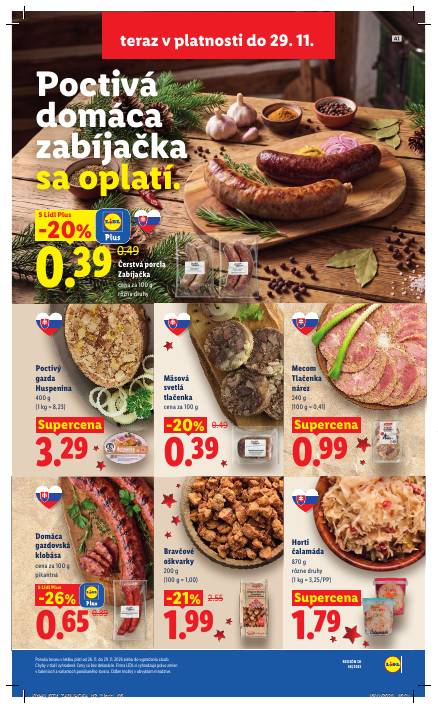 teraz v platnosti do 29. 11.
A1
Poctivá
domáca
zabíjačka
sa oplatí.
S Lidl Plus
-20%
Lidl
Plus
0.49
0.39
Čerstvá porcia
Zabíjačka
cena za 100 g
rôzne druhy
Poctivý
gazda
Huspenina
400 g
(1 kg = 8,23)
Supercena
3.29
Mäsová
svetlá
tlačenka
cena za 100 g
-20%
0.49
0.39
Mecom
Tlačenka
nárez
240 g
(100 g = 0,41)
Supercena
0.99
Domáca
gazdovská
klobása
cena za 100 g
pikantná
S Lidl Plus
-26%
Lidl
Plus
0.89
0.65
Bravčové
oškvarky
200 g
(100 g = 1,00)
-21%
2.55
1.99
Horti
čalamáda
870 g
rôzne druhy
(1 kg = 3,25/PP)
Supercena
1.79
Lidl